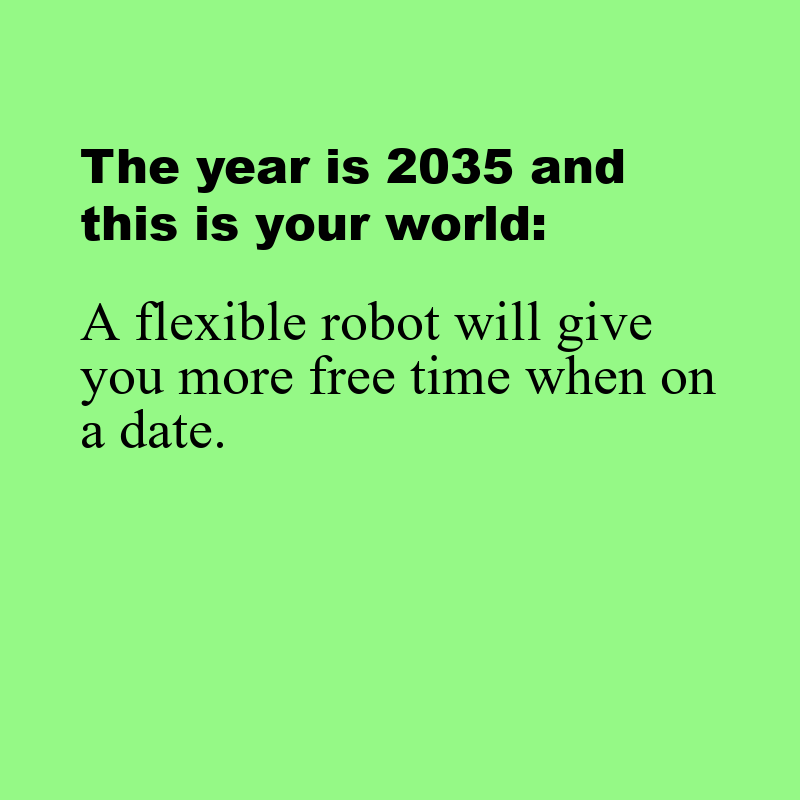 The year is 2035 and
this is your world:
A flexible robot will give
you more free time when on
a date.